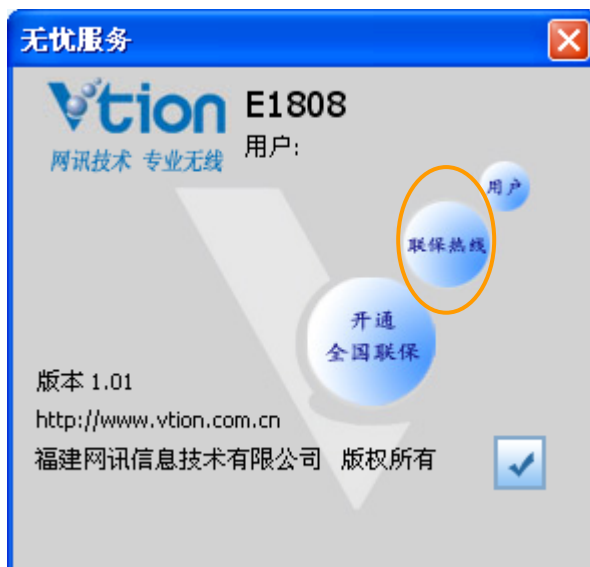 无忧服务
Vtion
网讯技术 专业无线
E1808
用户:
用户
联保热线
开通
全国联保
版本 1.01
http://www.vtion.com.cn
福建网讯信息技术有限公司 版权所有